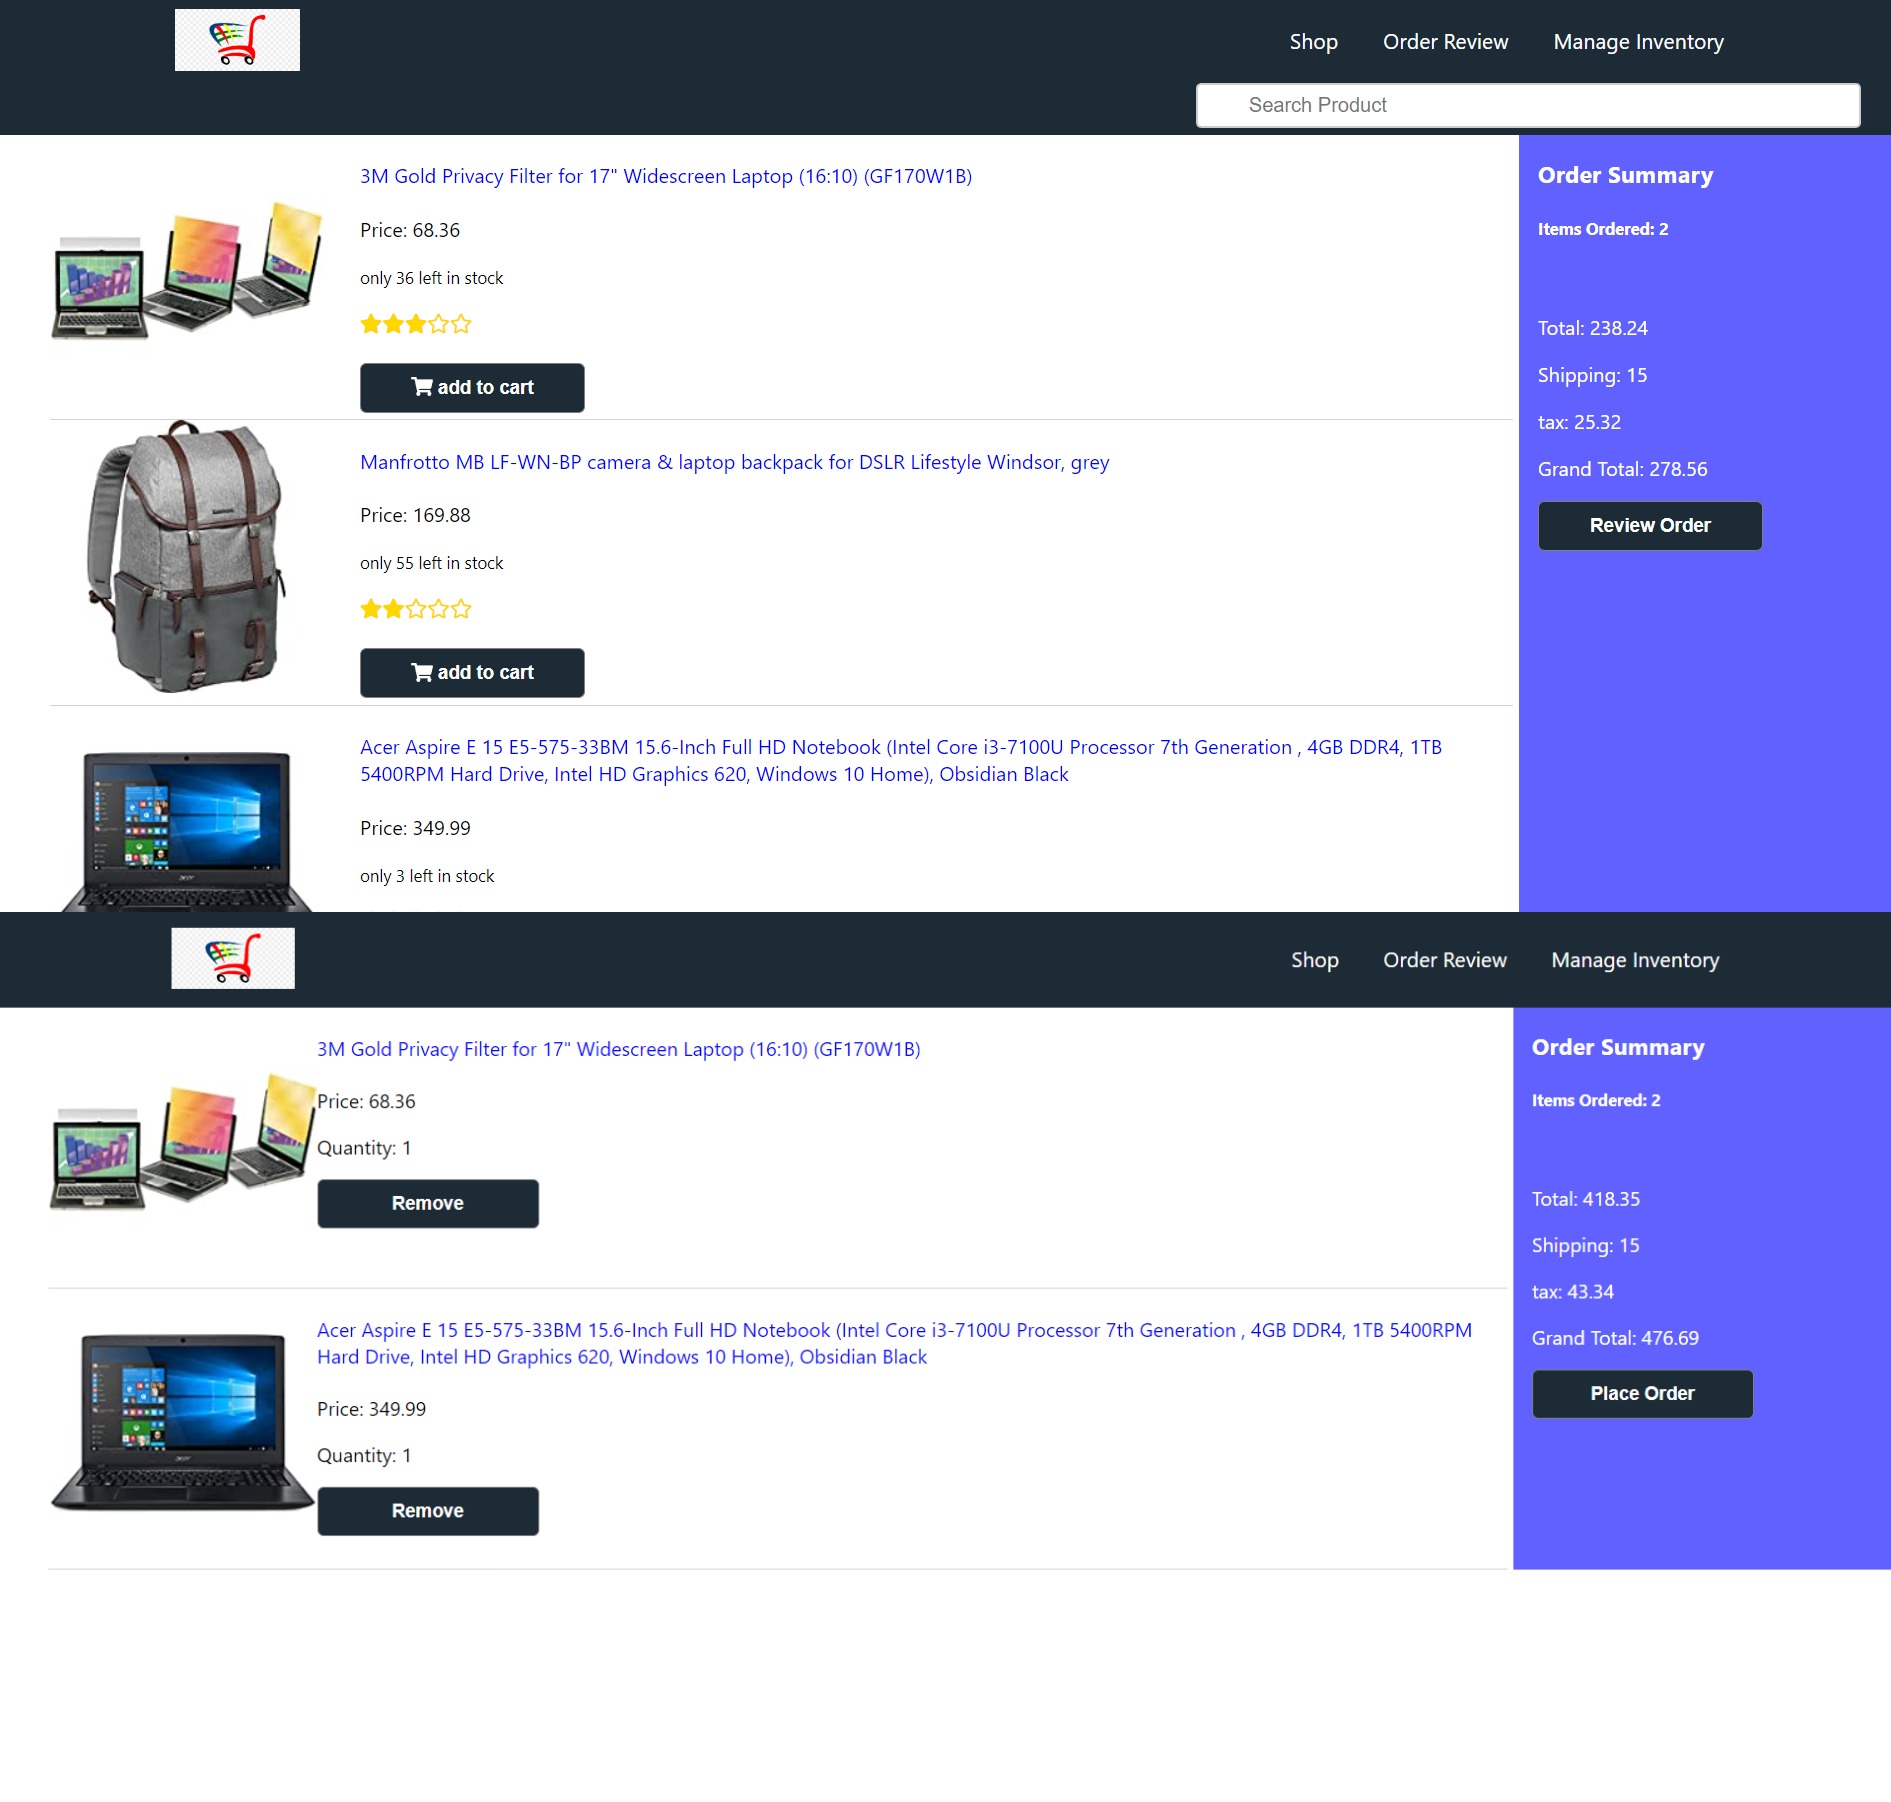 Shop Order Review Manage Inventory
Search Product
3M Gold Privacy Filter for 17" Widescreen Laptop (16:10) (GF170W1B)
Price: 68.36
only 36 left in stock
add to cart
Manfrotto MB LF-WN-BP camera & laptop backpack for DSLR Lifestyle Windsor, grey
Price: 169.88
only 55 left in stock
add to cart
Acer Aspire E 15 E5-575-33BM 15.6-Inch Full HD Notebook (Intel Core i3-7100U Processor 7th Generation , 4GB DDR4, 1TB
5400RPM Hard Drive, Intel HD Graphics 620, Windows 10 Home), Obsidian Black
Price: 349.99
only 3 left in stock
Order Summary
Items Ordered: 2
Total: 238.24
Shipping: 15
tax: 25.32
Grand Total: 278.56
Review Order
Shop Order Review Manage Inventory
3M Gold Privacy Filter for 17" Widescreen Laptop (16:10) (GF170W1B)
Price: 68.36
Quantity: 1
Remove
Acer Aspire E 15 E5-575-33BM 15.6-Inch Full HD Notebook (Intel Core i3-7100U Processor 7th Generation , 4GB DDR4, 1TB 5400RPM
Hard Drive, Intel HD Graphics 620, Windows 10 Home), Obsidian Black
Price: 349.99
Quantity: 1
Remove
Order Summary
Items Ordered: 2
Total: 418.35
Shipping: 15
tax: 43.34
Grand Total: 476.69
Place Order